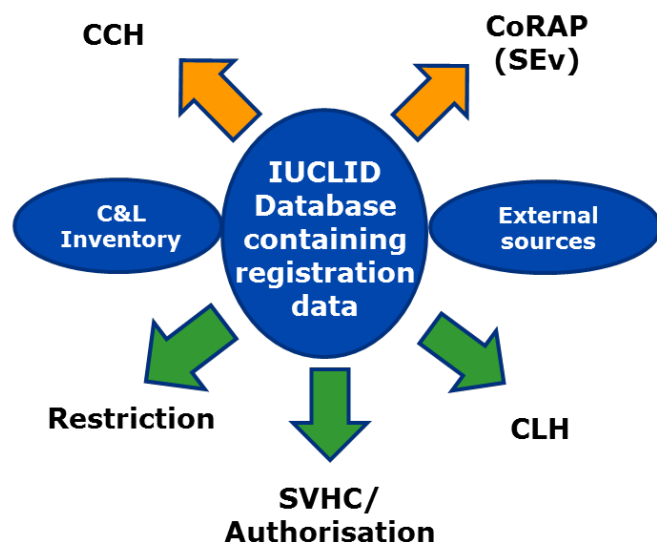 CCH
CoRAP
(SEv)
IUCLID
Database
containing
registration
data
C&L
Inventory
External
sources
Restriction
CLH
SVHC/
Authorisation